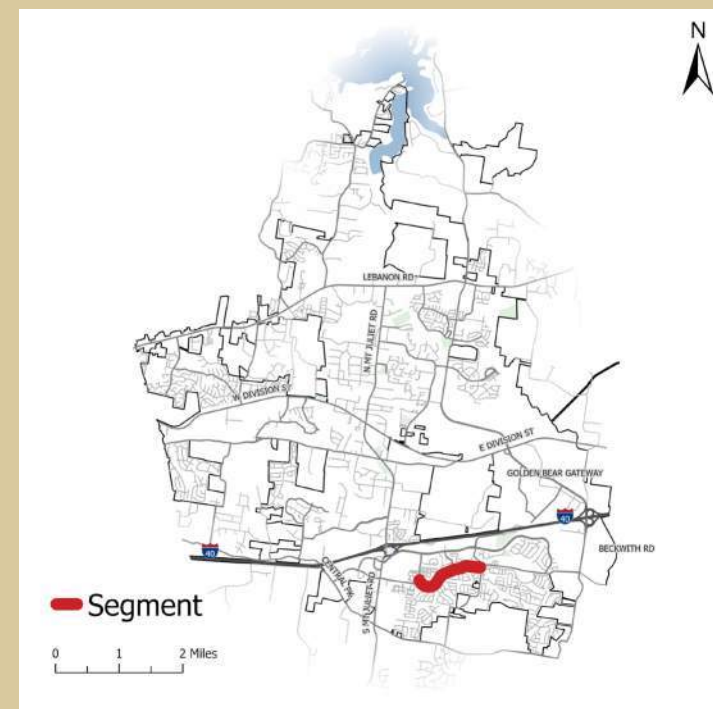 N
LEBANON RD
N MT JULIET RD
W DIVISION ST
E DIVISION ST
GOLDEN BEAR GATEWAY
40
BECKWITH RD
40
CENTRAL PIK
S MT JULIET RD
Segment
0 1 2 Miles